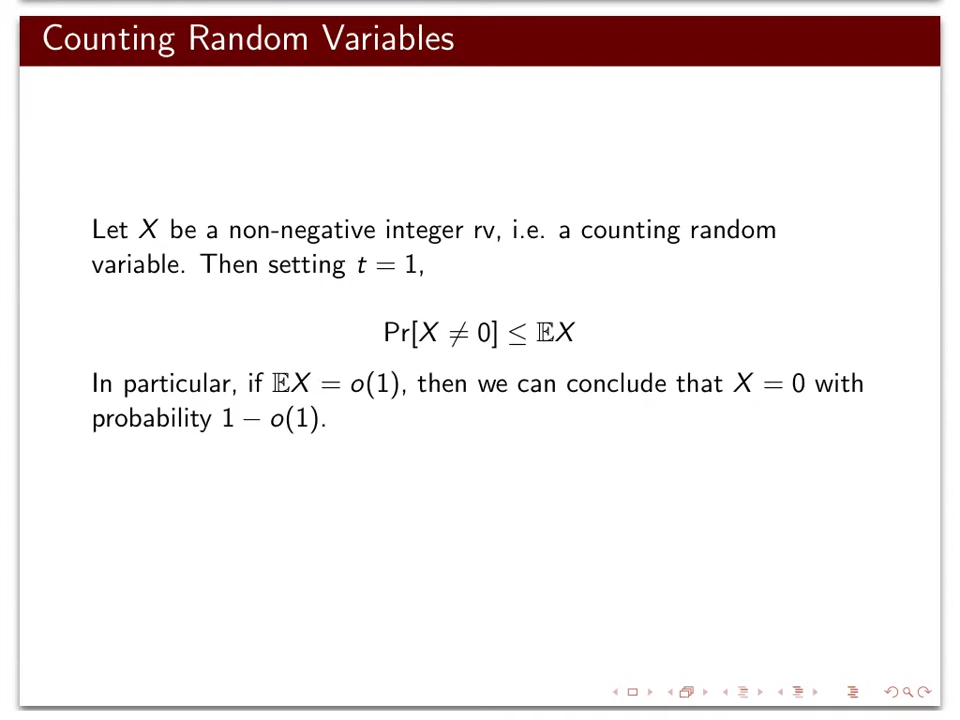 Counting Random Variables
Let X be a non-negative integer rv, i.e. a counting random
variable. Then setting t = 1,
Pr[X ≠ 0] ≤ 𝔼X
In particular, if 𝔼X = o(1), then we can conclude that X = 0 with
probability 1 − o(1).